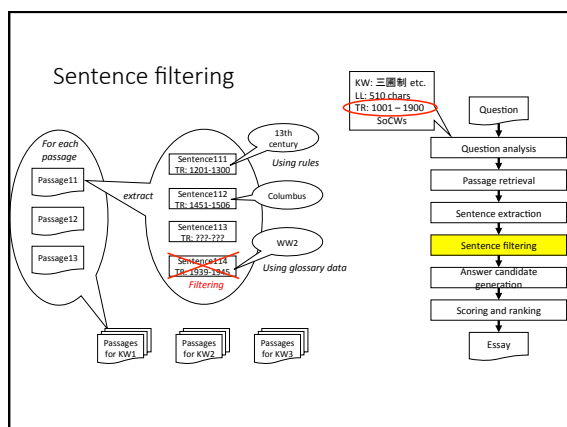 Sentence filtering
KW: 三圃制 etc.
LL: 510 chars
TR: 1001 – 1900
SoCWs
For each
passage
Passage11
Passage12
Passage13
extract
Sentence111
TR: 1201-1300
Sentence112
TR: 1451-1506
Sentence113
TR: ???-???
Sentence114
TR: 1939-1945
Filtering
13th
century
Using rules
Columbus
WW2
Using glossary data
Passages
for KW1
Passages
for KW2
Passages
for KW3
Question
Question analysis
Passage retrieval
Sentence extraction
Sentence filtering
Answer candidate
generation
Scoring and ranking
Essay